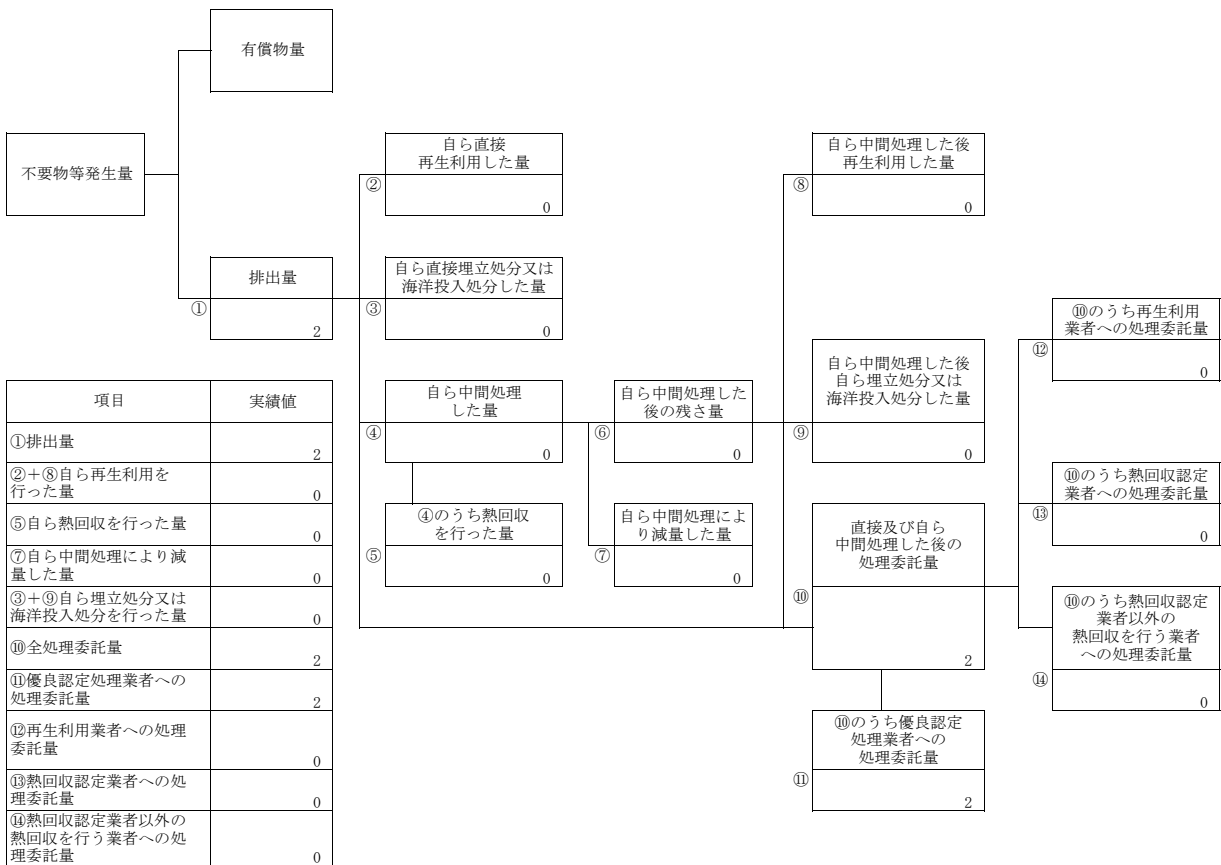 有償物量
不要物等発生量
自ら直接
再生利用した量
②
0
自ら中間処理した後
再生利用した量
⑧
0
排出量
①
2
自ら直接埋立処分又は
海洋投入処分した量
③
0
⑩のうち再生利用
業者への処理委託量
⑫
0
自ら中間処理
した量
④
0
自ら中間処理した
後の残さ量
⑥
0
自ら中間処理した後
自ら埋立処分又は
海洋投入処分した量
⑨
0
④のうち熱回収
を行った量
⑤
0
自ら中間処理によ
り減量した量
⑦
0
直接及び自ら
中間処理した後の
処理委託量
⑩
2
⑩のうち熱回収認定
業者への処理委託量
⑬
0
⑩のうち熱回収認定
業者以外の
熱回収を行う業者
への処理委託量
⑭
0
⑩のうち優良認定
処理業者への
処理委託量
⑪
2
項目 実績値
①排出量 2
②+⑧自ら再生利用を
行った量 0
⑤自ら熱回収を行った量 0
⑦自ら中間処理により減
量した量 0
③+⑨自ら埋立処分又は
海洋投入処分を行った量 0
⑩全処理委託量 2
⑪優良認定処理業者への
処理委託量 2
⑫再生利用業者への処理
委託量 0
⑬熱回収認定業者への処
理委託量 0
⑭熱回収認定業者以外の
熱回収を行う業者への処
理委託量 0